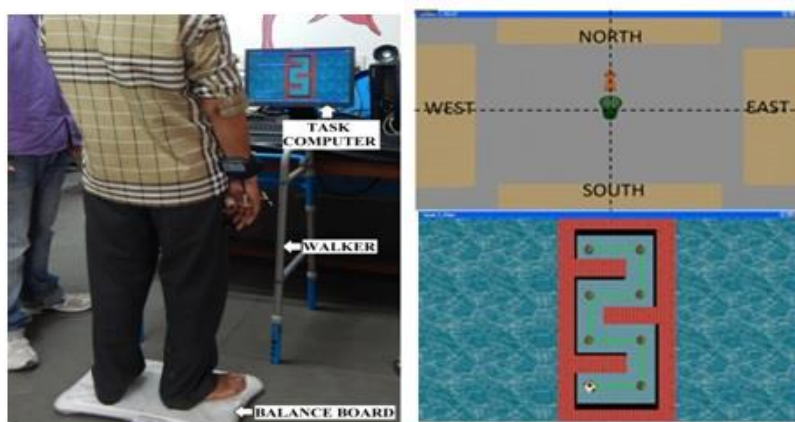 TASK
COMPUTER
WALKER
BALANCE BOARD
NORTH
WEST
EAST
SOUTH